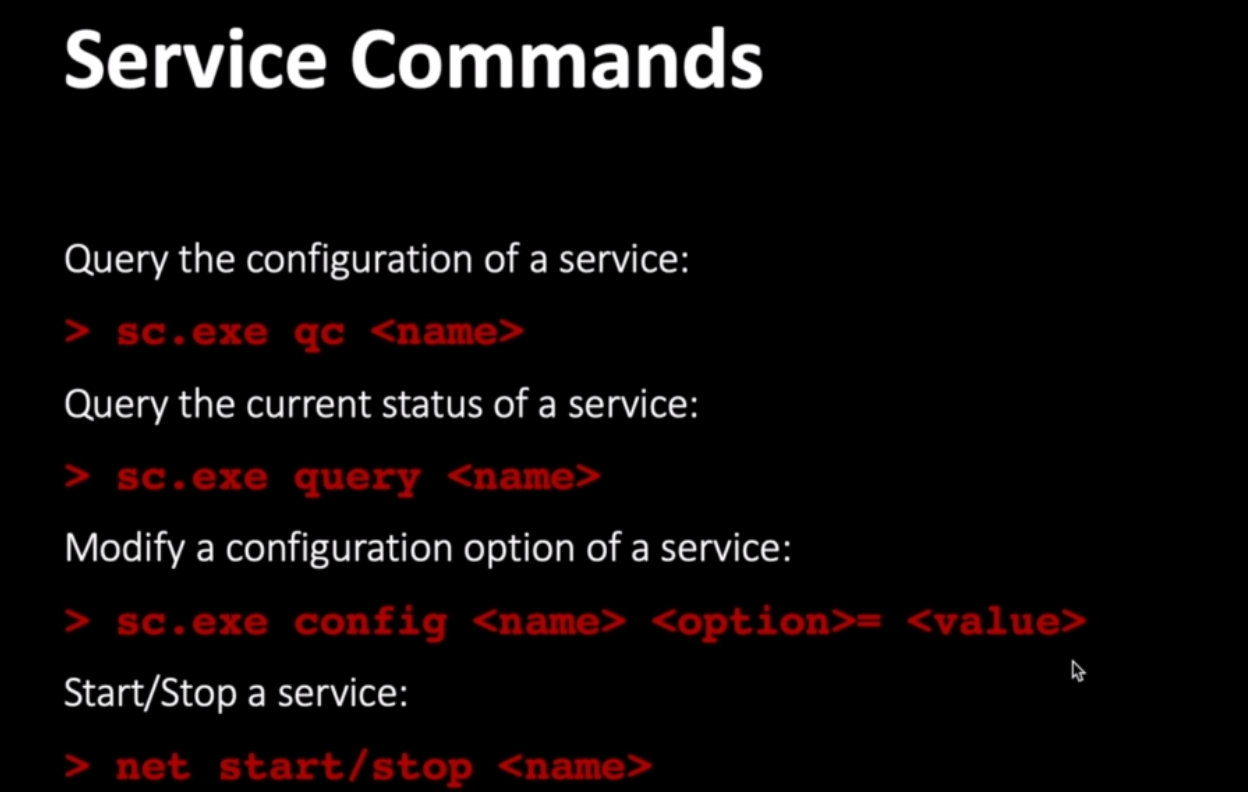 Service Commands
Query the configuration of a service:
> sc.exe qc <name>
Query the current status of a service:
> sc.exe query <name>
Modify a configuration option of a service:
> sc.exe config <name> <option>= <value>
Start/Stop a service:
> net start/stop <name>